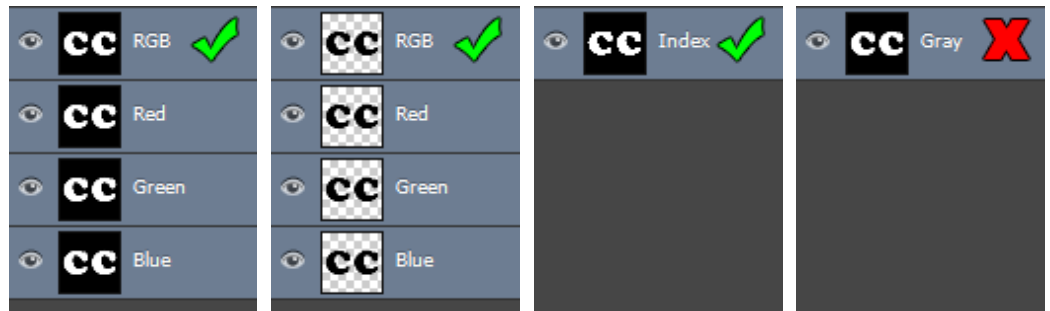 CC RGB
CC Red
CC Green
CC Blue
CC RGB
CC Red
CC Green
CC Blue
CC Index
CC Gray